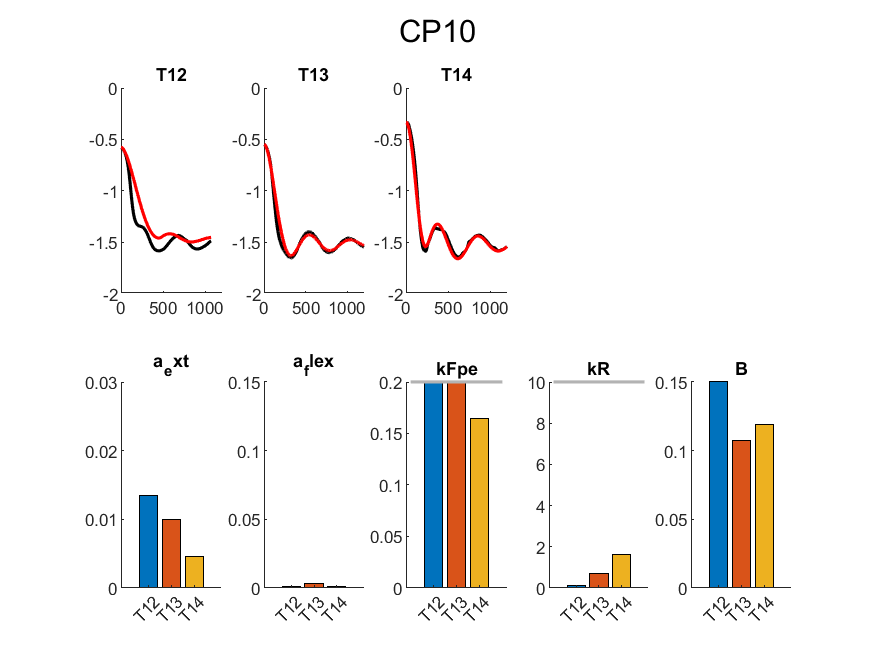 CP10
T12 T13 T14
0 0 0
-0.5 -0.5 -0.5
-1 -1 -1
-1.5 -1.5 -1.5
-2 -2 -2
0 500 1000 0 500 1000 0 500 1000
aₑxt a_flex kFpe kR B
0.03 0.15 0.2 10 0.15
0.02 0.1 0.15 8 0.1
0.01 0.05 0.1 6 0.05
0 0 0.05 4 0
0 2
0
T12 T13 T14 T12 T13 T14 T12 T13 T14 T12 T13 T14 T12 T13 T14